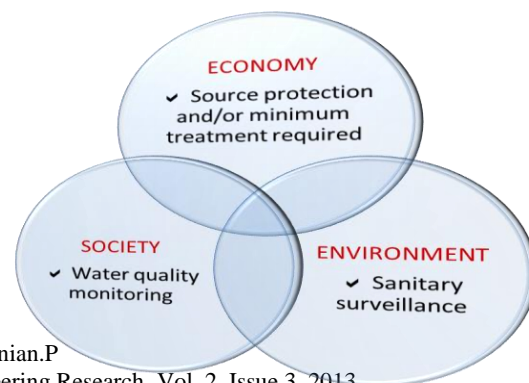 ECONOMY
✔ Source protection
and/or minimum
treatment required
SOCIETY
✔ Water quality
monitoring
ENVIRONMENT
✔ Sanitary
surveillance
nian.P
ering Research, Vol. 2, Issue 3, 2013